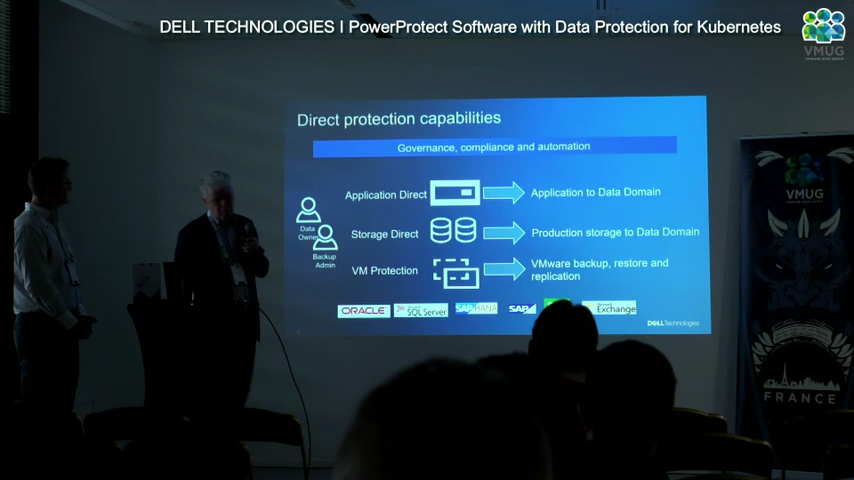 DELL TECHNOLOGIES I PowerProtect Software with Data Protection for Kubernetes
VMUG
Direct protection capabilities
Governance, compliance and automation
Application Direct
Application to Data Domain
Data
Owner
Storage Direct
Production storage to Data Domain
Backup
Admin
VM Protection
VMware backup, restore and
replication
ORACLE
SQL Server
SAP HANA
SAP
Exchange
DELL Technologies
VMUG
FRANCE